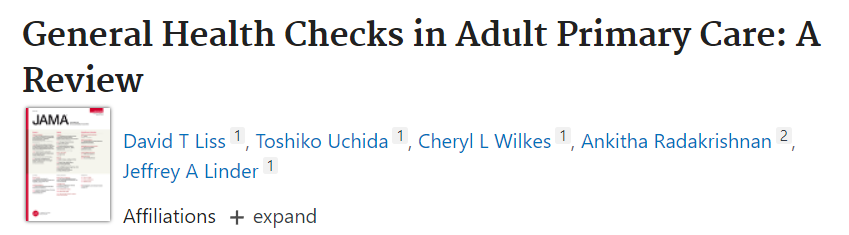 General Health Checks in Adult Primary Care: A
Review
JAMA
David T Liss 1, Toshiko Uchida 1, Cheryl L Wilkes 1, Ankitha Radakrishnan 2,
Jeffrey A Linder 1
Affiliations + expand